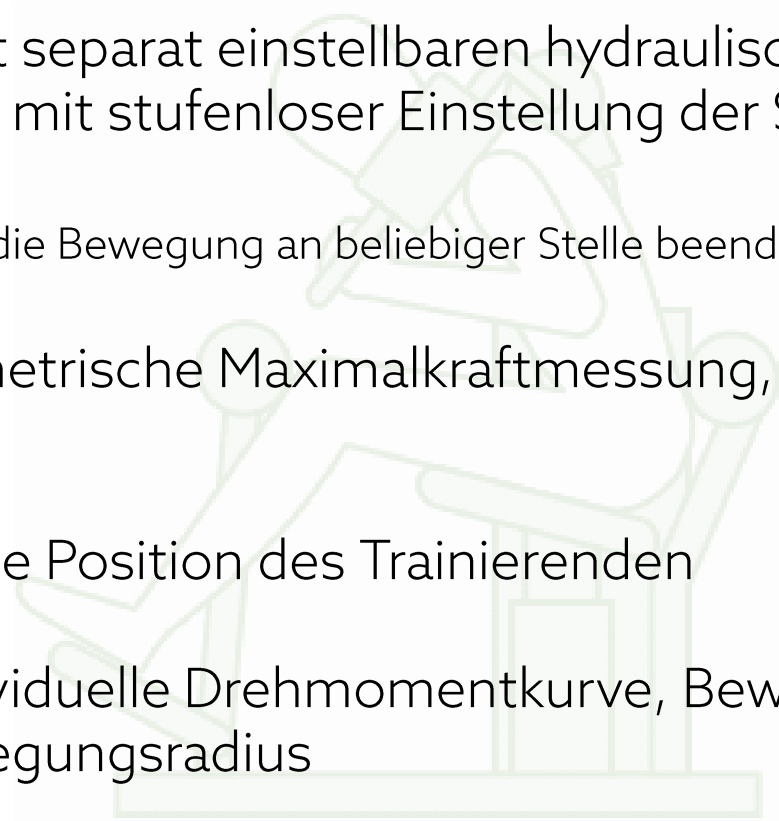 t separat einstellbaren hydraulisc
mit stufenloser Einstellung der S
die Bewegung an beliebiger Stelle beend
netrische Maximalkraftmessung,
e Position des Trainierenden
viduelle Drehmomentkurve, Bew
egungsradius